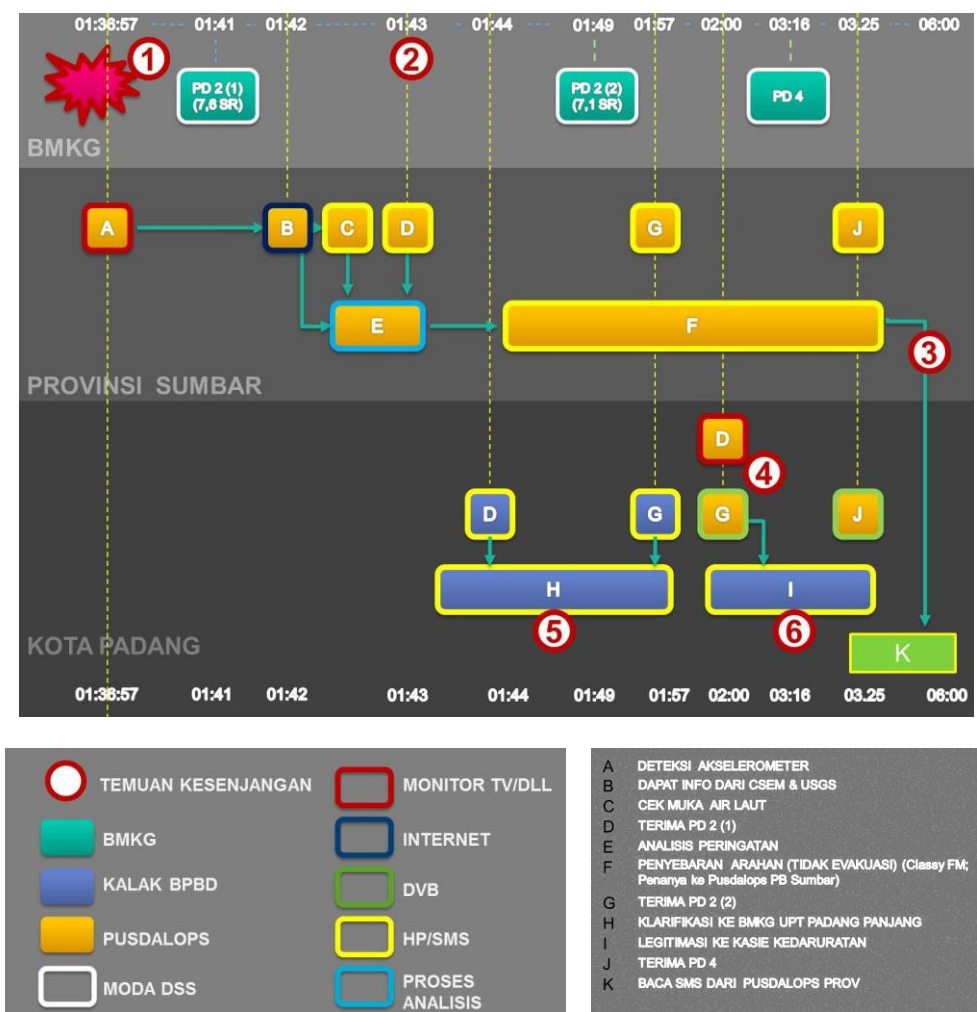 01:36:57 01:41 01:42 01:43 01:44 01:49 01:57 02:00 03:16 03.25 06:00
1
2
PD 2 (1)
(7,6 SR)
PD 2 (2)
(7,1 SR)
PD 4
BMKG
A B C D G J
E F
3
PROVINSI SUMBAR
D
4
D G G J
H I
5 6
KOTA PADANG
K
01:36:57 01:41 01:42 01:43 01:44 01:49 01:57 02:00 03:16 03.25 06:00
TEMUAN KESENJANGAN
BMKG
KALAK BPBD
PUSDALOPS
MODA DSS
MONITOR TV/DLL
INTERNET
DVB
HP/SMS
PROSES
ANALISIS
A DETEKSI AKSELEROMETER
B DAPAT INFO DARI CSEM & USGS
C CEK MUKA AIR LAUT
D TERIMA PD 2 (1)
E ANALISIS PERINGATAN
F PENYEBARAN ARAHAN (TIDAK EVAKUASI) (Classy FM;
Penanya ke Pusdalops PB Sumbar)
G TERIMA PD 2 (2)
H KLARIFIKASI KE BMKG UPT PADANG PANJANG
I LEGITIMASI KE KASIE KEDARURATAN
J TERIMA PD 4
K BACA SMS DARI PUSDALOPS PROV